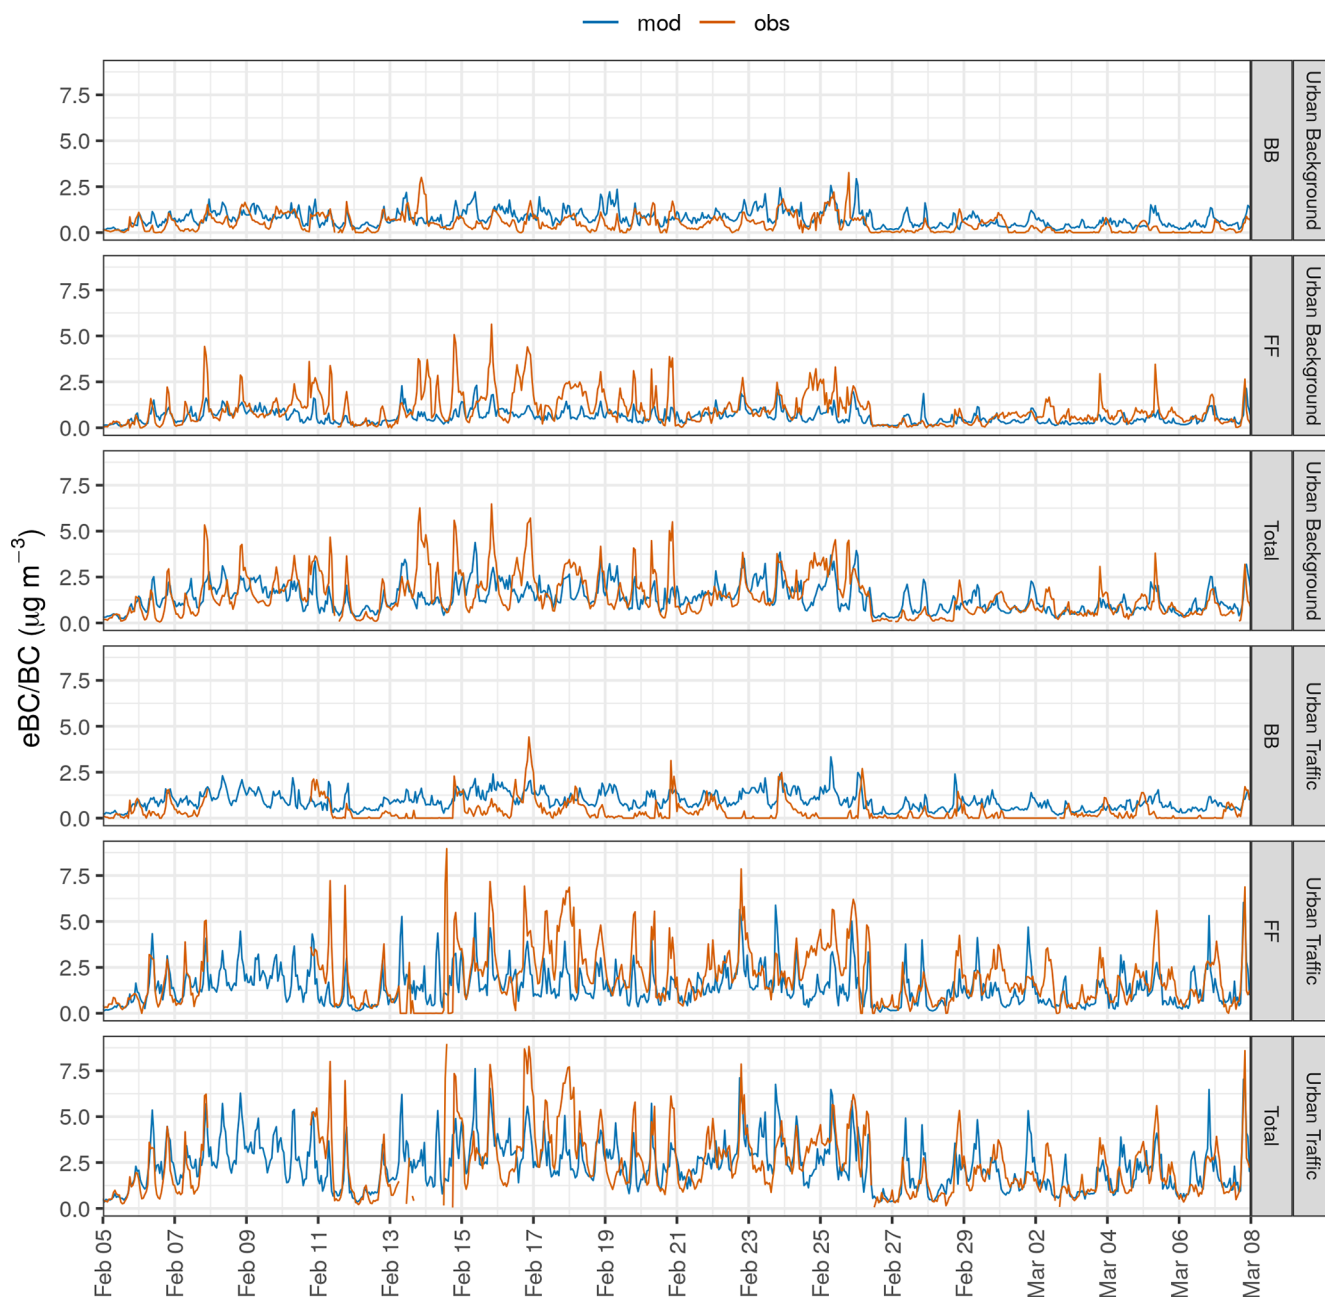 mod obs
eBC/BC (µg m−3)
7.5
5.0
2.5
0.0
BB
Urban Background
7.5
5.0
2.5
0.0
FF
Urban Background
7.5
5.0
2.5
0.0
Total
Urban Background
7.5
5.0
2.5
0.0
BB
Urban Traffic
7.5
5.0
2.5
0.0
FF
Urban Traffic
7.5
5.0
2.5
0.0
Total
Urban Traffic
Feb 05
Feb 07
Feb 09
Feb 11
Feb 13
Feb 15
Feb 17
Feb 19
Feb 21
Feb 23
Feb 25
Feb 27
Feb 29
Mar 02
Mar 04
Mar 06
Mar 08